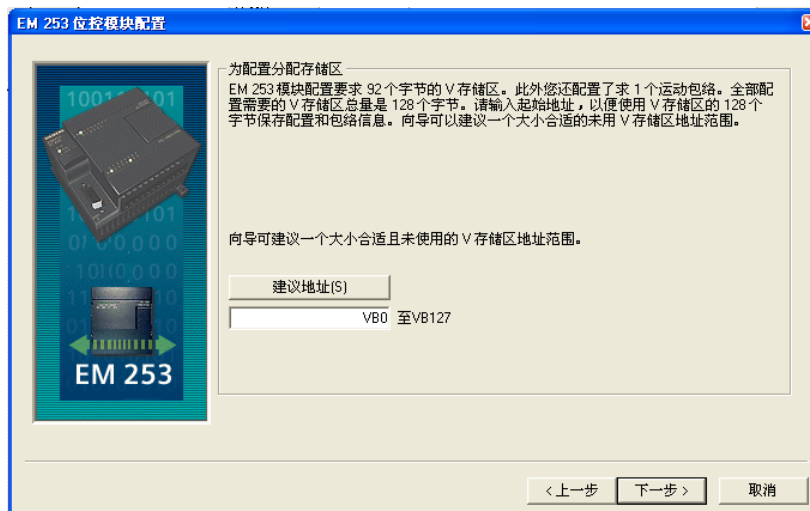 EM 253 位控模块配置
为配置分配存储区
EM 253 模块配置要求 92 个字节的 V 存储区。此外您还配置了求 1 个运动包络。全部配
置需要的 V 存储区总量是 128 个字节。请输入起始地址，以便使用 V 存储区的 128 个
字节保存配置和包络信息。向导可以建议一个大小合适的未用 V 存储区地址范围。
向导可建议一个大小合适且未使用的 V 存储区地址范围。
建议地址(S)
VB0 至VB127
EM 253
<上一步 下一步> 取消